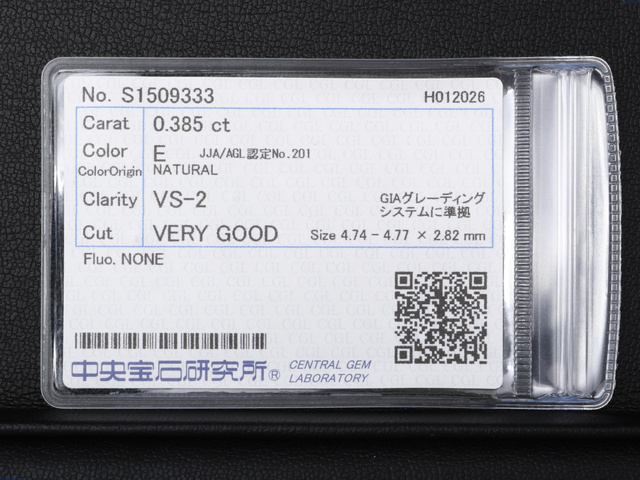 No. S1509333 H012026
Carat 0.385 ct
Color E JJA/AGL認定No.201
ColorOrigin NATURAL
Clarity VS-2 GIAグレーディング
システムに準拠
Cut VERY GOOD Size 4.74 - 4.77 × 2.82 mm
Fluo. NONE
中央宝石研究所® CENTRAL GEM
LABORATORY